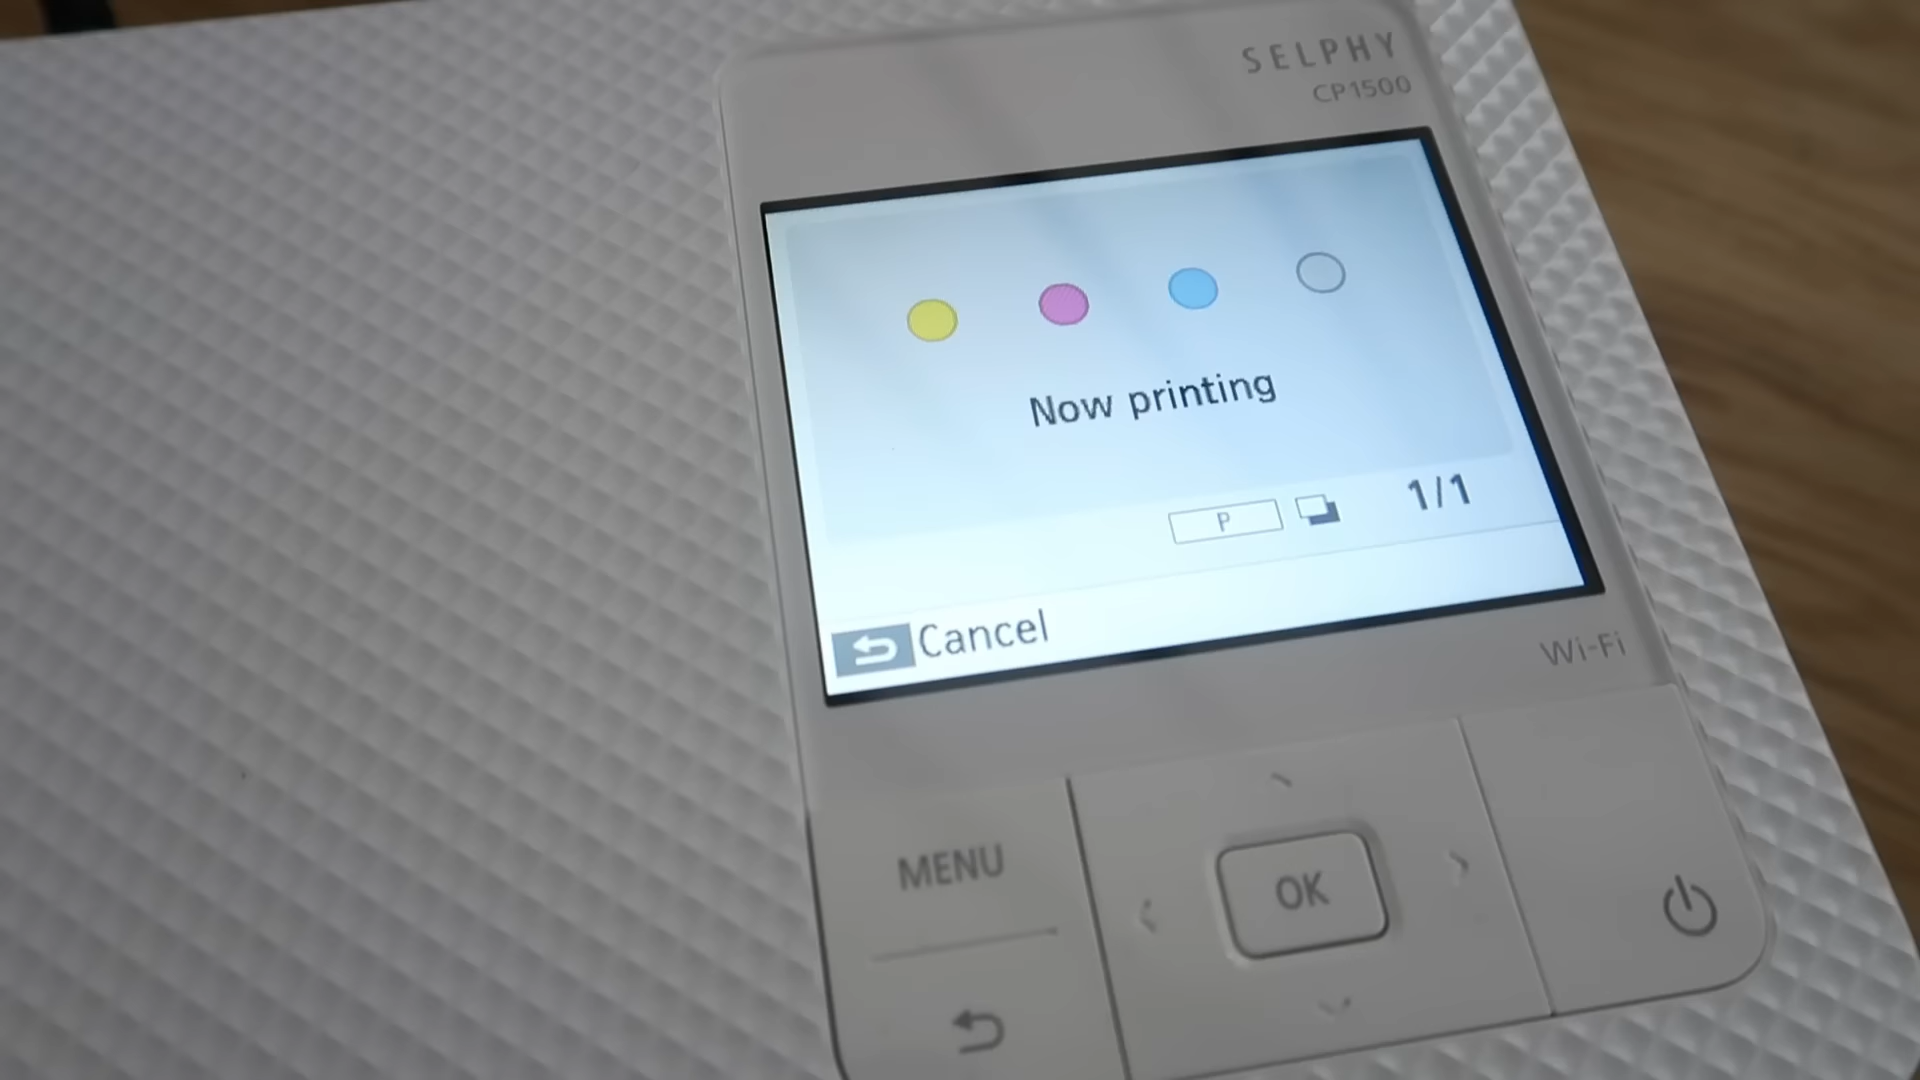 SELPHY
CP1500
Now printing
P 1/1
Cancel
Wi-Fi
MENU
OK